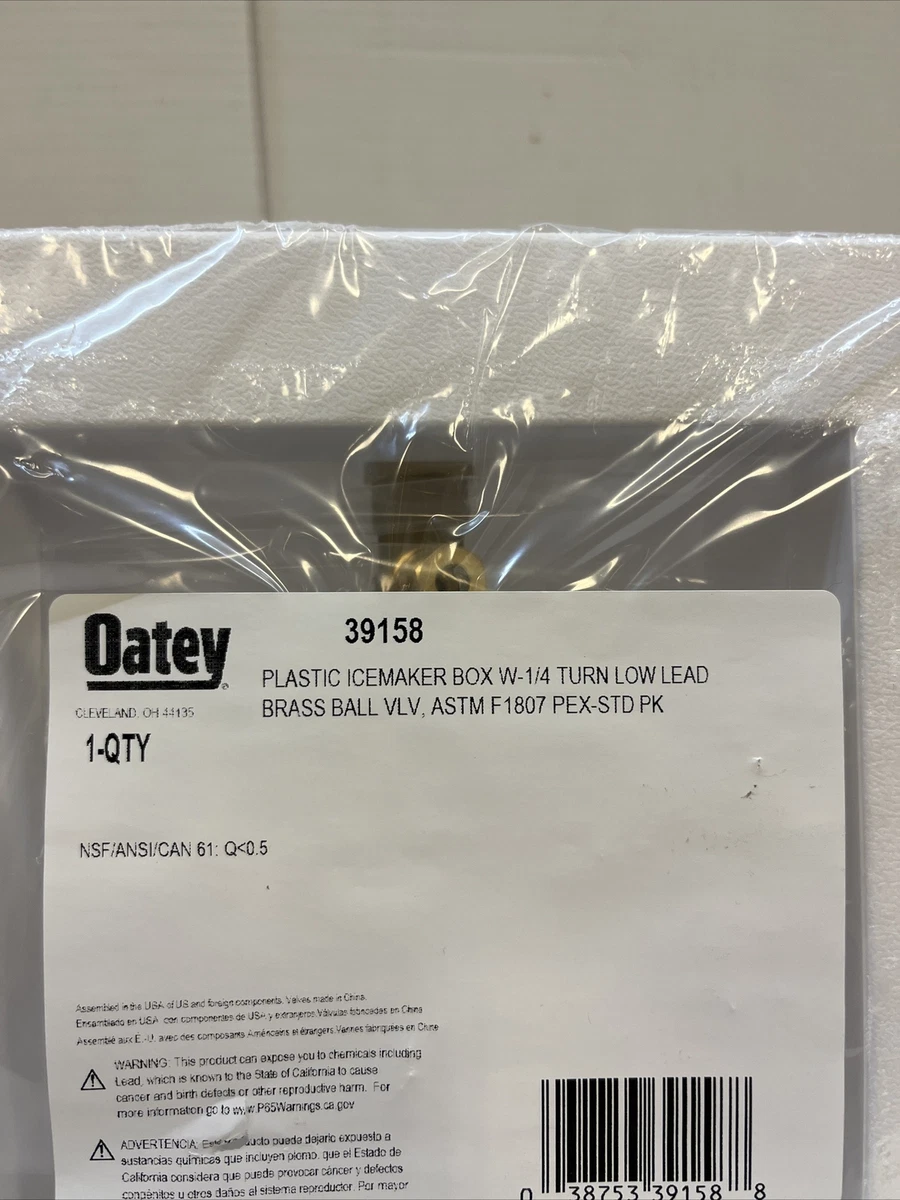 Oatey
39158
PLASTIC ICEMAKER BOX W-1/4 TURN LOW LEAD
BRASS BALL VLV, ASTM F1807 PEX-STD PK
CLEVELAND, OH 44135
1-QTY
NSF/ANSI/CAN 61: Q<0.5
Assembled in the USA of US and foreign components. Valves made in China.
Ensamblado en USA con componentes de USA y extranjeros. Válvulas fabricadas en China
Assemblé aux É.-U. avec des composants Américains et étrangers. Vannes fabriquées en Chine
WARNING: This product can expose you to chemicals including
Lead, which is known to the State of California to cause
cancer and birth defects or other reproductive harm. For
more information go to www.P65Warnings.ca.gov
ADVERTENCIA: producto puede dejarlo expuesto a
sustancias químicas que incluyen plomo, que el Estado de
California considera que puede provocar cáncer y defectos
congénitos u otros daños al sistema reproductor. Par mayor
0 38753 39158 8